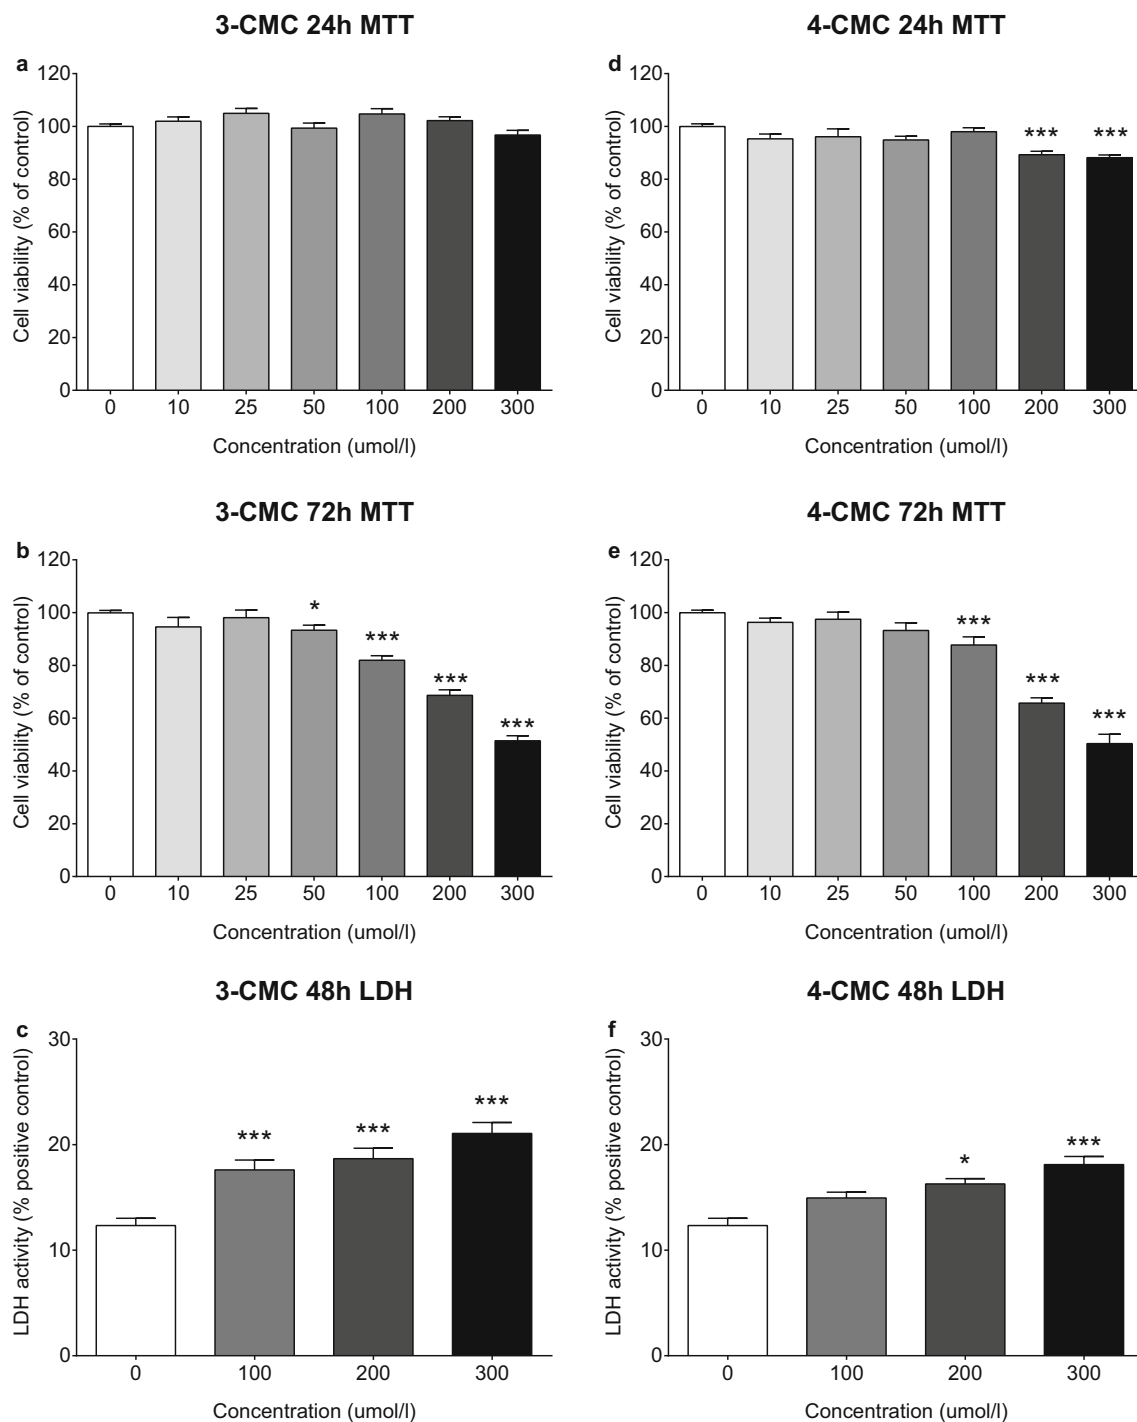 3-CMC 24h MTT
a
Cell viability (% of control)
120
100
80
60
40
20
0
0 10 25 50 100 200 300
Concentration (umol/l)
4-CMC 24h MTT
d
Cell viability (% of control)
120
100
80
60
40
20
0
*** ***
0 10 25 50 100 200 300
Concentration (umol/l)
3-CMC 72h MTT
b
Cell viability (% of control)
120
100
80
60
40
20
0
* *** *** ***
0 10 25 50 100 200 300
Concentration (umol/l)
4-CMC 72h MTT
e
Cell viability (% of control)
120
100
80
60
40
20
0
*** *** ***
0 10 25 50 100 200 300
Concentration (umol/l)
3-CMC 48h LDH
c
LDH activity (% positive control)
30
20
10
0
*** *** ***
0 100 200 300
Concentration (umol/l)
4-CMC 48h LDH
f
LDH activity (% positive control)
30
20
10
0
* ***
0 100 200 300
Concentration (umol/l)